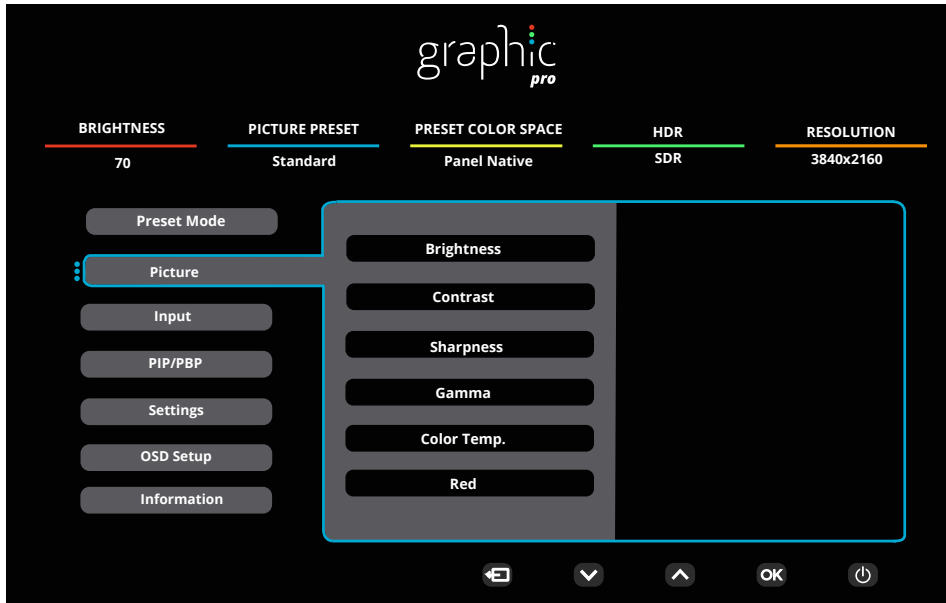 graphic
pro
BRIGHTNESS PICTURE PRESET PRESET COLOR SPACE HDR RESOLUTION
70 Standard Panel Native SDR 3840x2160
Preset Mode
Picture
Input
PIP/PBP
Settings
OSD Setup
Information
Brightness
Contrast
Sharpness
Gamma
Color Temp.
Red
OK